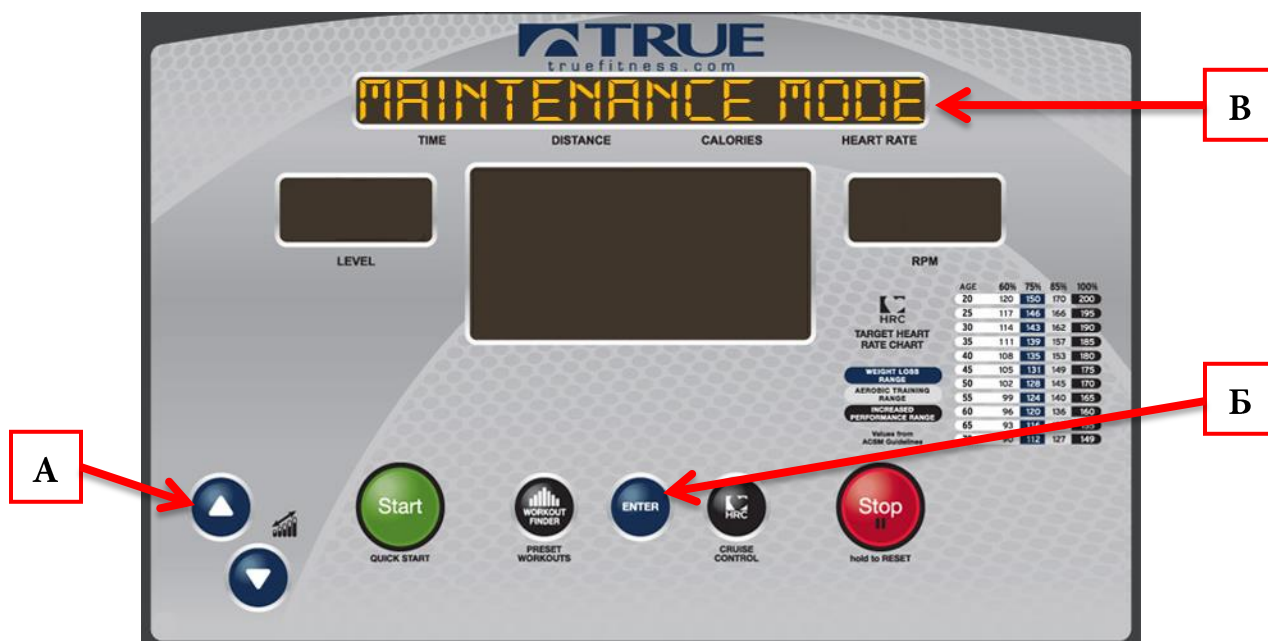 TRUE
truefitness.com
MAINTENANCE MODE
В
TIME DISTANCE CALORIES HEART RATE
LEVEL
RPM
HRC
TARGET HEART
RATE CHART
WEIGHT LOSS
RANGE
AEROBIC TRAINING
RANGE
INCREASED
PERFORMANCE RANGE
Values from
ACSM Guidelines
AGE 60% 75% 85% 100%
20 120 150 170 200
25 117 146 166 195
30 114 143 162 190
35 111 139 157 185
40 108 135 153 180
45 105 131 149 175
50 102 128 145 170
55 99 124 140 165
60 96 120 136 160
65 93
90 112 127 149
Б
А
Start
QUICK START
WORKOUT
FINDER
PRESET
WORKOUTS
ENTER
HRC
CRUISE
CONTROL
Stop
hold to RESET